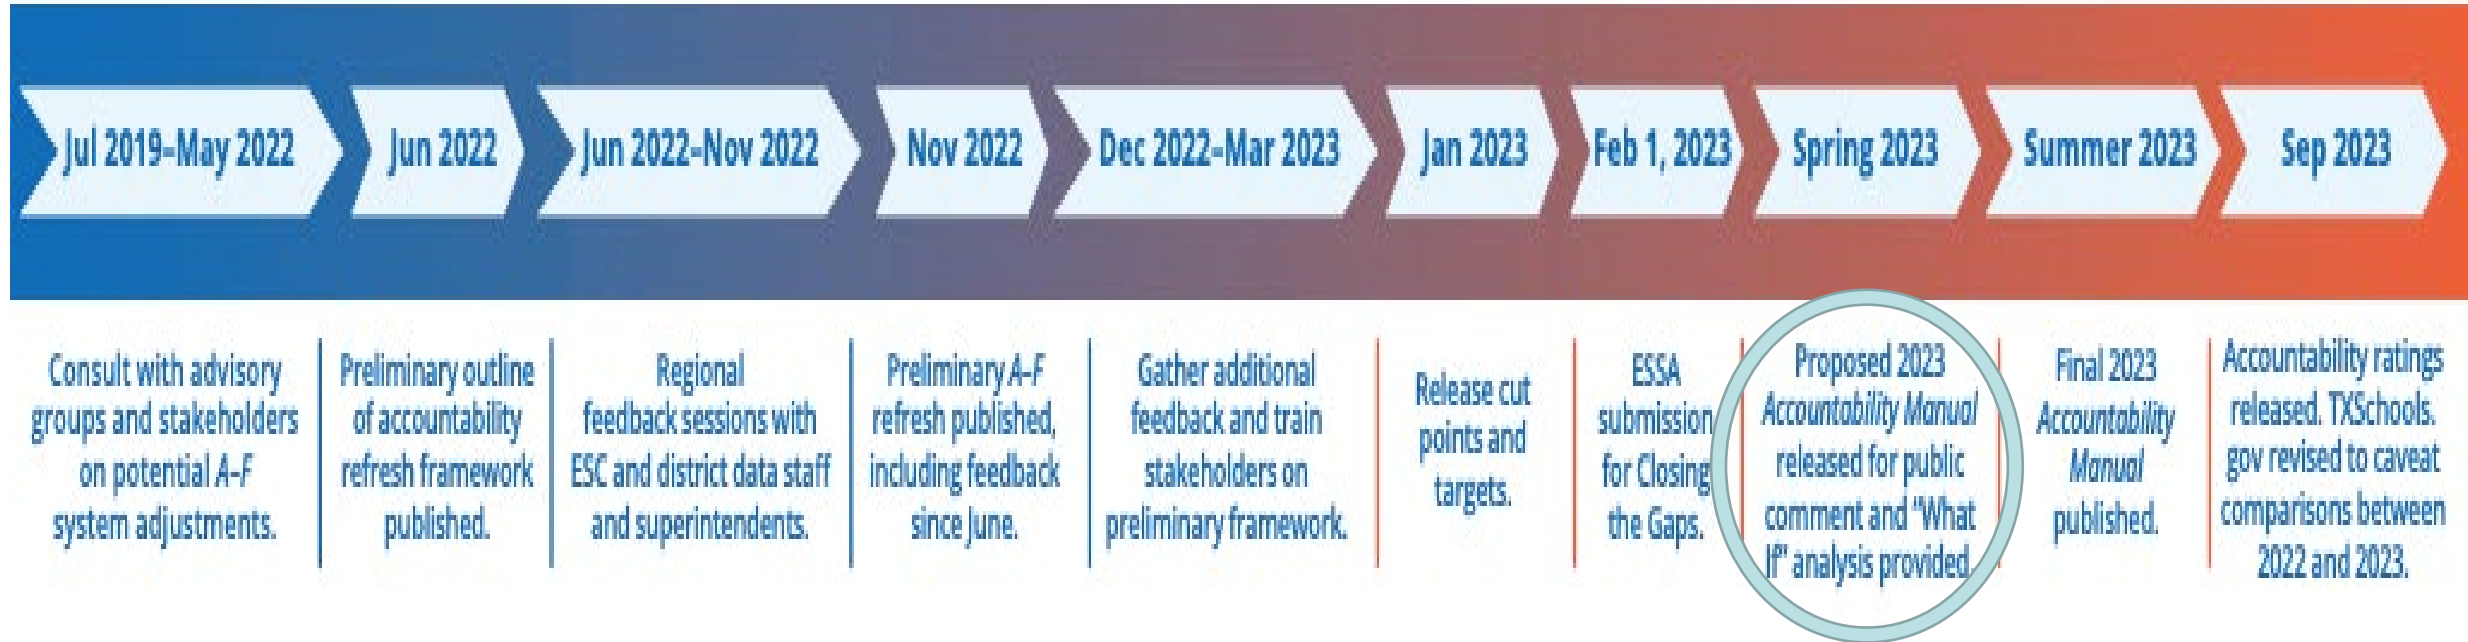 Jul 2019–May 2022
Jun 2022
Jun 2022–Nov 2022
Nov 2022
Dec 2022–Mar 2023
Jan 2023
Feb 1, 2023
Spring 2023
Summer 2023
Sep 2023
Consult with advisory
groups and stakeholders
on potential A–F
system adjustments.
Preliminary outline
of accountability
refresh framework
published.
Regional
feedback sessions with
ESC and district data staff
and superintendents.
Preliminary A–F
refresh published,
including feedback
since June.
Gather additional
feedback and train
stakeholders on
preliminary framework.
Release cut
points and
targets.
ESSA
submission
for Closing
the Gaps.
Proposed 2023
Accountability Manual
released for public
comment and "What
If" analysis provided.
Final 2023
Accountability
Manual
published.
Accountability ratings
released. TXSchools.
gov revised to caveat
comparisons between
2022 and 2023.